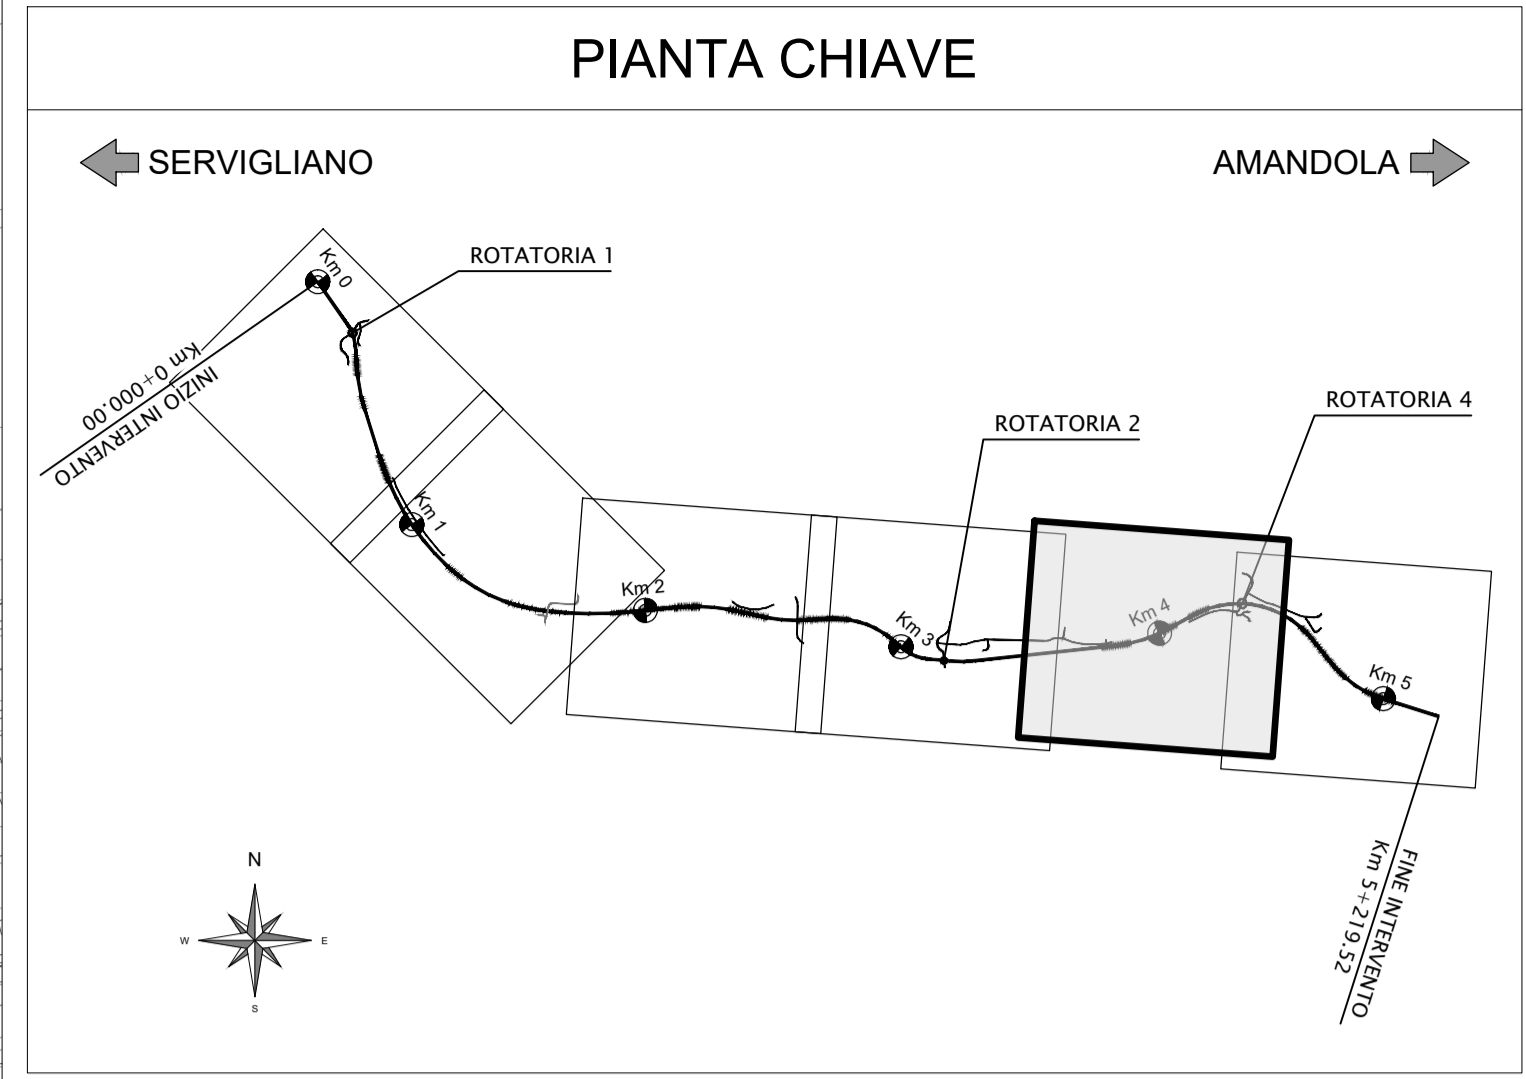 PIANTA CHIAVE
SERVIGLIANO
AMANDOLA
ROTATORIA 1
Km 0
INIZIO INTERVENTO
Km 0+000.00
ROTATORIA 4
ROTATORIA 2
Km 1
Km 2
Km 3
Km 4
Km 5
FINE INTERVENTO
Km 5+219.52
N
W
E
S